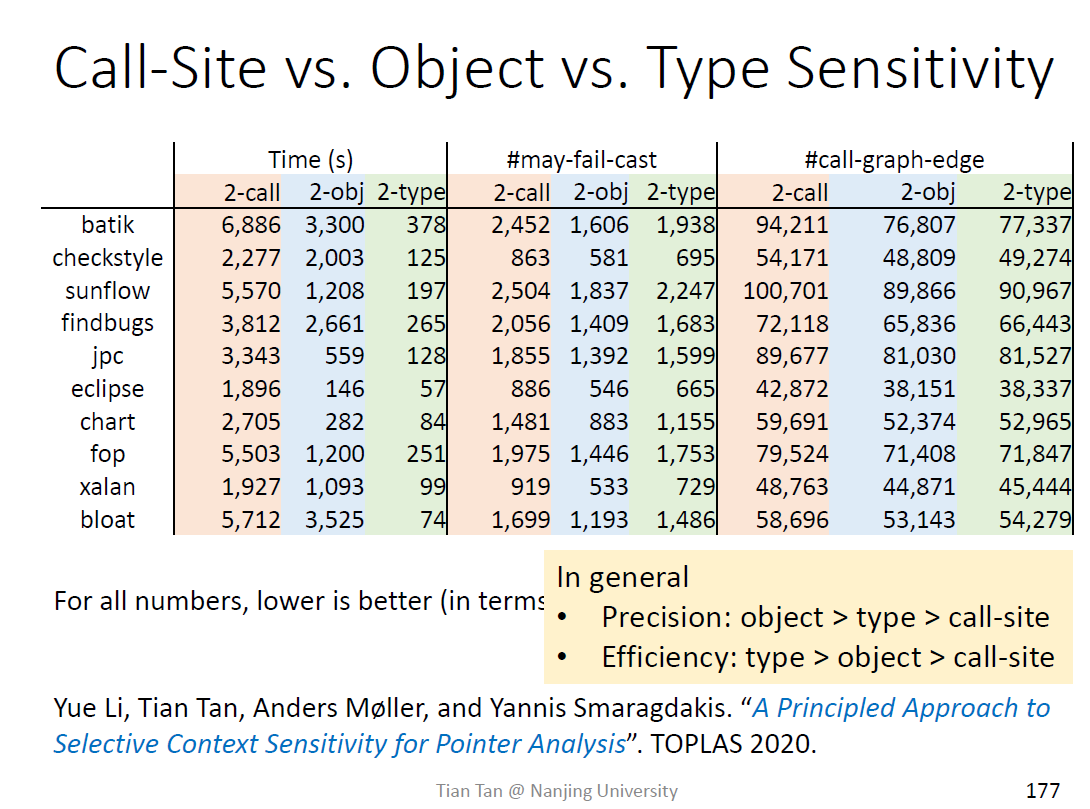 Call-Site vs. Object vs. Type Sensitivity
Time (s) #may-fail-cast #call-graph-edge
2-call 2-obj 2-type 2-call 2-obj 2-type 2-call 2-obj 2-type
batik 6,886 3,300 378 2,452 1,606 1,938 94,211 76,807 77,337
checkstyle 2,277 2,003 125 863 581 695 54,171 48,809 49,274
sunflow 5,570 1,208 197 2,504 1,837 2,247 100,701 89,866 90,967
findbugs 3,812 2,661 265 2,056 1,409 1,683 72,118 65,836 66,443
jpc 3,343 559 128 1,855 1,392 1,599 89,677 81,030 81,527
eclipse 1,896 146 57 886 546 665 42,872 38,151 38,337
chart 2,705 282 84 1,481 883 1,155 59,691 52,374 52,965
fop 5,503 1,200 251 1,975 1,446 1,753 79,524 71,408 71,847
xalan 1,927 1,093 99 919 533 729 48,763 44,871 45,444
bloat 5,712 3,525 74 1,699 1,193 1,486 58,696 53,143 54,279
For all numbers, lower is better (in terms
In general
• Precision: object > type > call-site
• Efficiency: type > object > call-site
Yue Li, Tian Tan, Anders Møller, and Yannis Smaragdakis. “A Principled Approach to
Selective Context Sensitivity for Pointer Analysis”. TOPLAS 2020.
Tian Tan @ Nanjing University
177